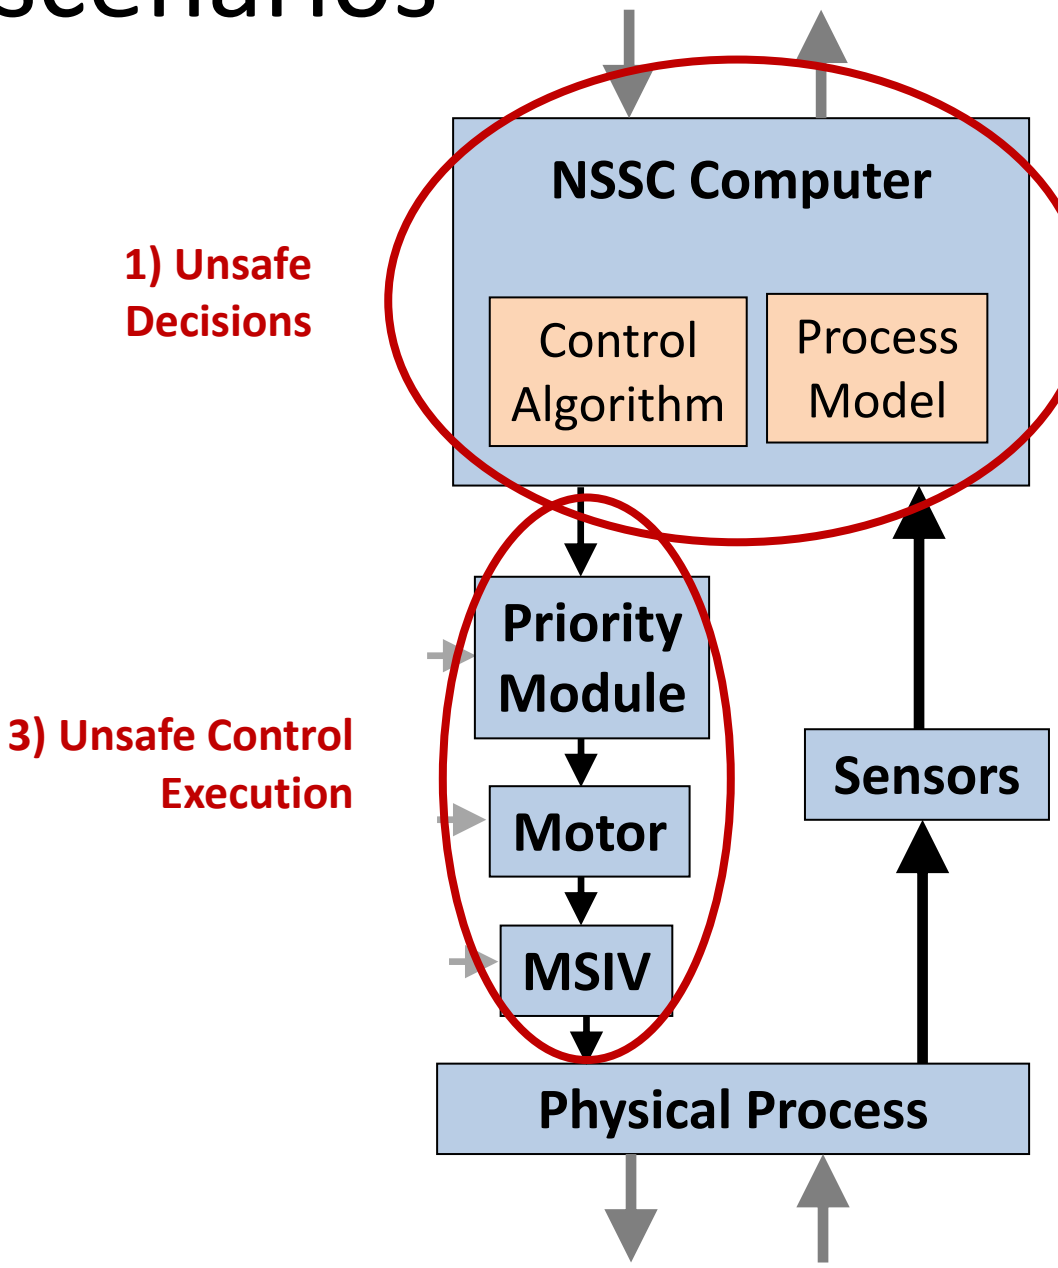 scenarios
NSSC Computer
1) Unsafe
Decisions
Control
Algorithm
Process
Model
Priority
Module
3) Unsafe Control
Execution
Sensors
Motor
MSIV
Physical Process